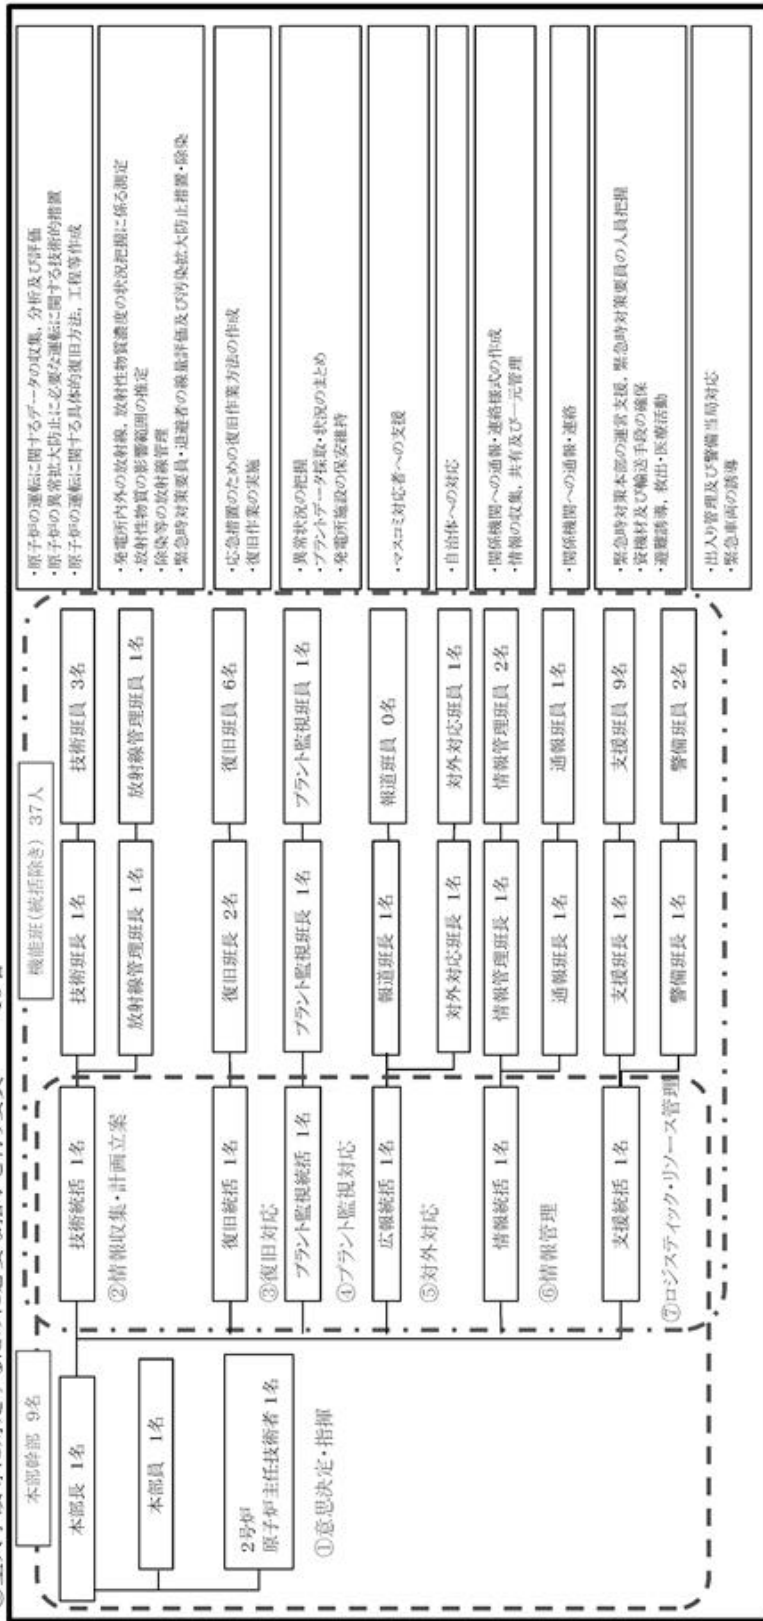 本部幹部 9名
本部長 1名
本部員 1名
2号炉
原子炉主任技術者 1名
①意思決定・指揮
機能班(統括除き) 37人
技術統括 1名
②情報収集・計画立案
技術班長 1名
技術班員 3名
・原子炉の運転に関するデータの収集，分析及び評価
・原子炉の異常拡大防止に必要な運転に関する技術的措置
・原子炉の運転に関する具体的復旧方法，工程等作成
放射線管理班長 1名
放射線管理班員 1名
・発電所内外の放射線，放射性物質濃度の状況把握に係る測定
・放射性物質の影響範囲の推定
・除染等の放射線管理
・緊急時対策要員・退避者の線量評価及び汚染拡大防止措置・除染
復旧統括 1名
③復旧対応
復旧班長 2名
復旧班員 6名
・応急措置のための復旧作業方法の作成
・復旧作業の実施
プラント監視統括 1名
④プラント監視対応
プラント監視班長 1名
プラント監視班員 1名
・異常状況の把握
・プラントデータ採取・状況のまとめ
・発電所施設の保安維持
広報統括 1名
⑤対外対応
報道班長 1名
報道班員 0名
・マスコミ対応者への支援
対外対応班長 1名
対外対応班員 1名
・自治体への対応
情報統括 1名
⑥情報管理
情報管理班長 1名
情報管理班員 2名
・関係機関への通報・連絡様式の作成
・情報の収集，共有及び一元管理
通報班長 1名
通報班員 1名
・関係機関への通報・連絡
支援統括 1名
⑦ロジスティック・リソース管理
支援班長 1名
支援班員 9名
・緊急時対策本部の運営支援，緊急時対策要員の人員把握
・資機材及び輸送手段の確保
・避難誘導，救出・医療活動
警備班長 1名
警備班員 2名
・出入り管理及び警備当局対応
・緊急車両の誘導